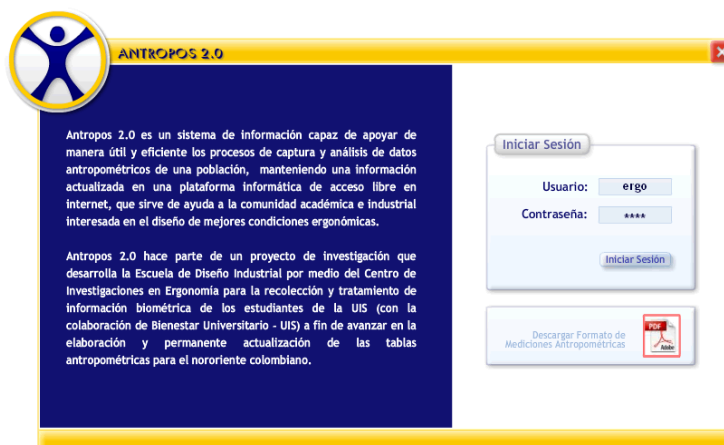 ANTROPOS 2.0
Antropos 2.0 es un sistema de información capaz de apoyar de
manera útil y eficiente los procesos de captura y análisis de datos
antropométricos de una población, manteniendo una información
actualizada en una plataforma informática de acceso libre en
internet, que sirve de ayuda a la comunidad académica e industrial
interesada en el diseño de mejores condiciones ergonómicas.
Antropos 2.0 hace parte de un proyecto de investigación que
desarrolla la Escuela de Diseño Industrial por medio del Centro de
Investigaciones en Ergonomía para la recolección y tratamiento de
información biométrica de los estudiantes de la UIS (con la
colaboración de Bienestar Universitario - UIS) a fin de avanzar en la
elaboración y permanente actualización de las tablas
antropométricas para el nororiente colombiano.
Iniciar Sesión
Usuario: ergo
Contraseña: ****
Iniciar Sesión
Descargar Formato de
Mediciones Antropométricas
PDF
Adobe